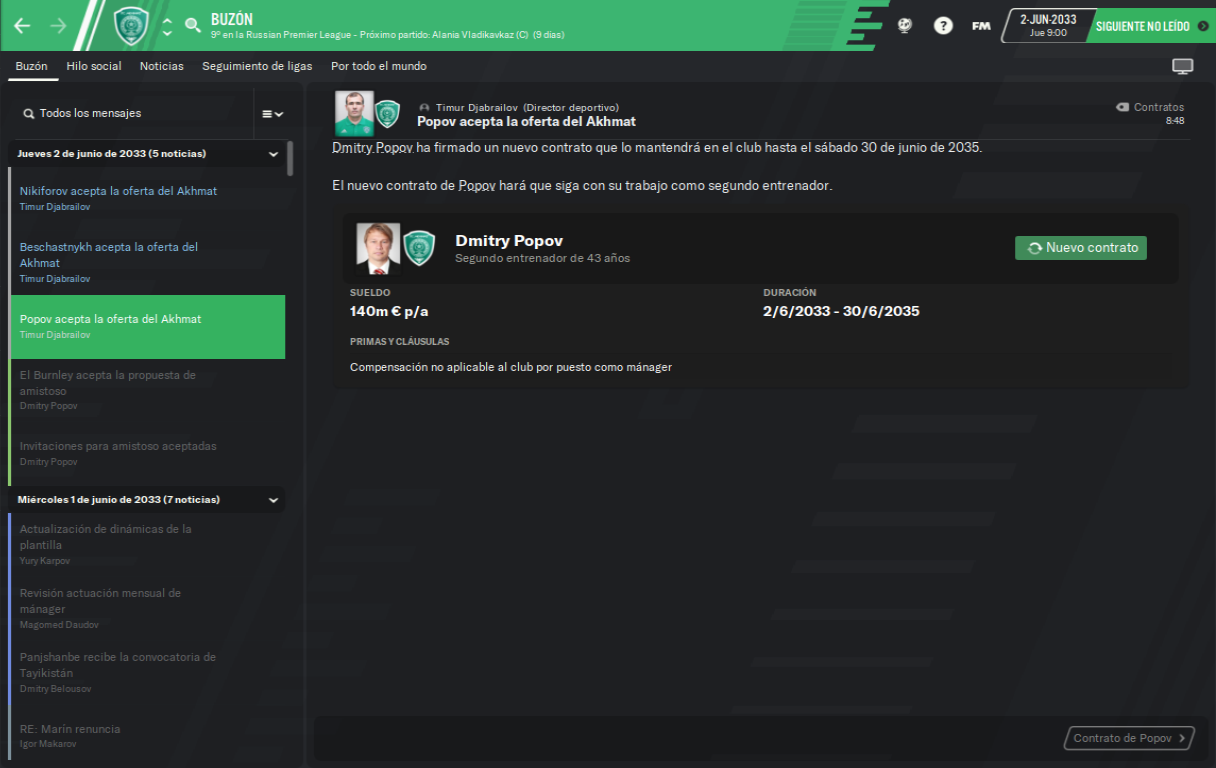 BUZÓN
9º en la Russian Premier League - Próximo partido: Alania Vladikavkaz (C) (9 días)
?
FM
2-JUN-2033
Jue 9:00
SIGUIENTE NO LEÍDO
Buzón
Hilo social
Noticias
Seguimiento de ligas
Por todo el mundo
Todos los mensajes
Jueves 2 de junio de 2033 (5 noticias)
Nikiforov acepta la oferta del Akhmat
Timur Djabrailov
Beschastnykh acepta la oferta del
Akhmat
Timur Djabrailov
Popov acepta la oferta del Akhmat
Timur Djabrailov
El Burnley acepta la propuesta de
amistoso
Dmitry Popov
Invitaciones para amistoso aceptadas
Dmitry Popov
Miércoles 1 de junio de 2033 (7 noticias)
Actualización de dinámicas de la
plantilla
Yury Karpov
Revisión actuación mensual de
mánager
Magomed Daudov
Panjshanbe recibe la convocatoria de
Tayikistán
Dmitry Belousov
RE: Marín renuncia
Igor Makarov
Timur Djabrailov (Director deportivo)
Popov acepta la oferta del Akhmat
Contratos
8:48
Dmitry Popov ha firmado un nuevo contrato que lo mantendrá en el club hasta el sábado 30 de junio de 2035.
El nuevo contrato de Popov hará que siga con su trabajo como segundo entrenador.
Dmitry Popov
Segundo entrenador de 43 años
Nuevo contrato
SUELDO
140m € p/a
DURACIÓN
2/6/2033 - 30/6/2035
PRIMAS Y CLÁUSULAS
Compensación no aplicable al club por puesto como mánager
Contrato de Popov